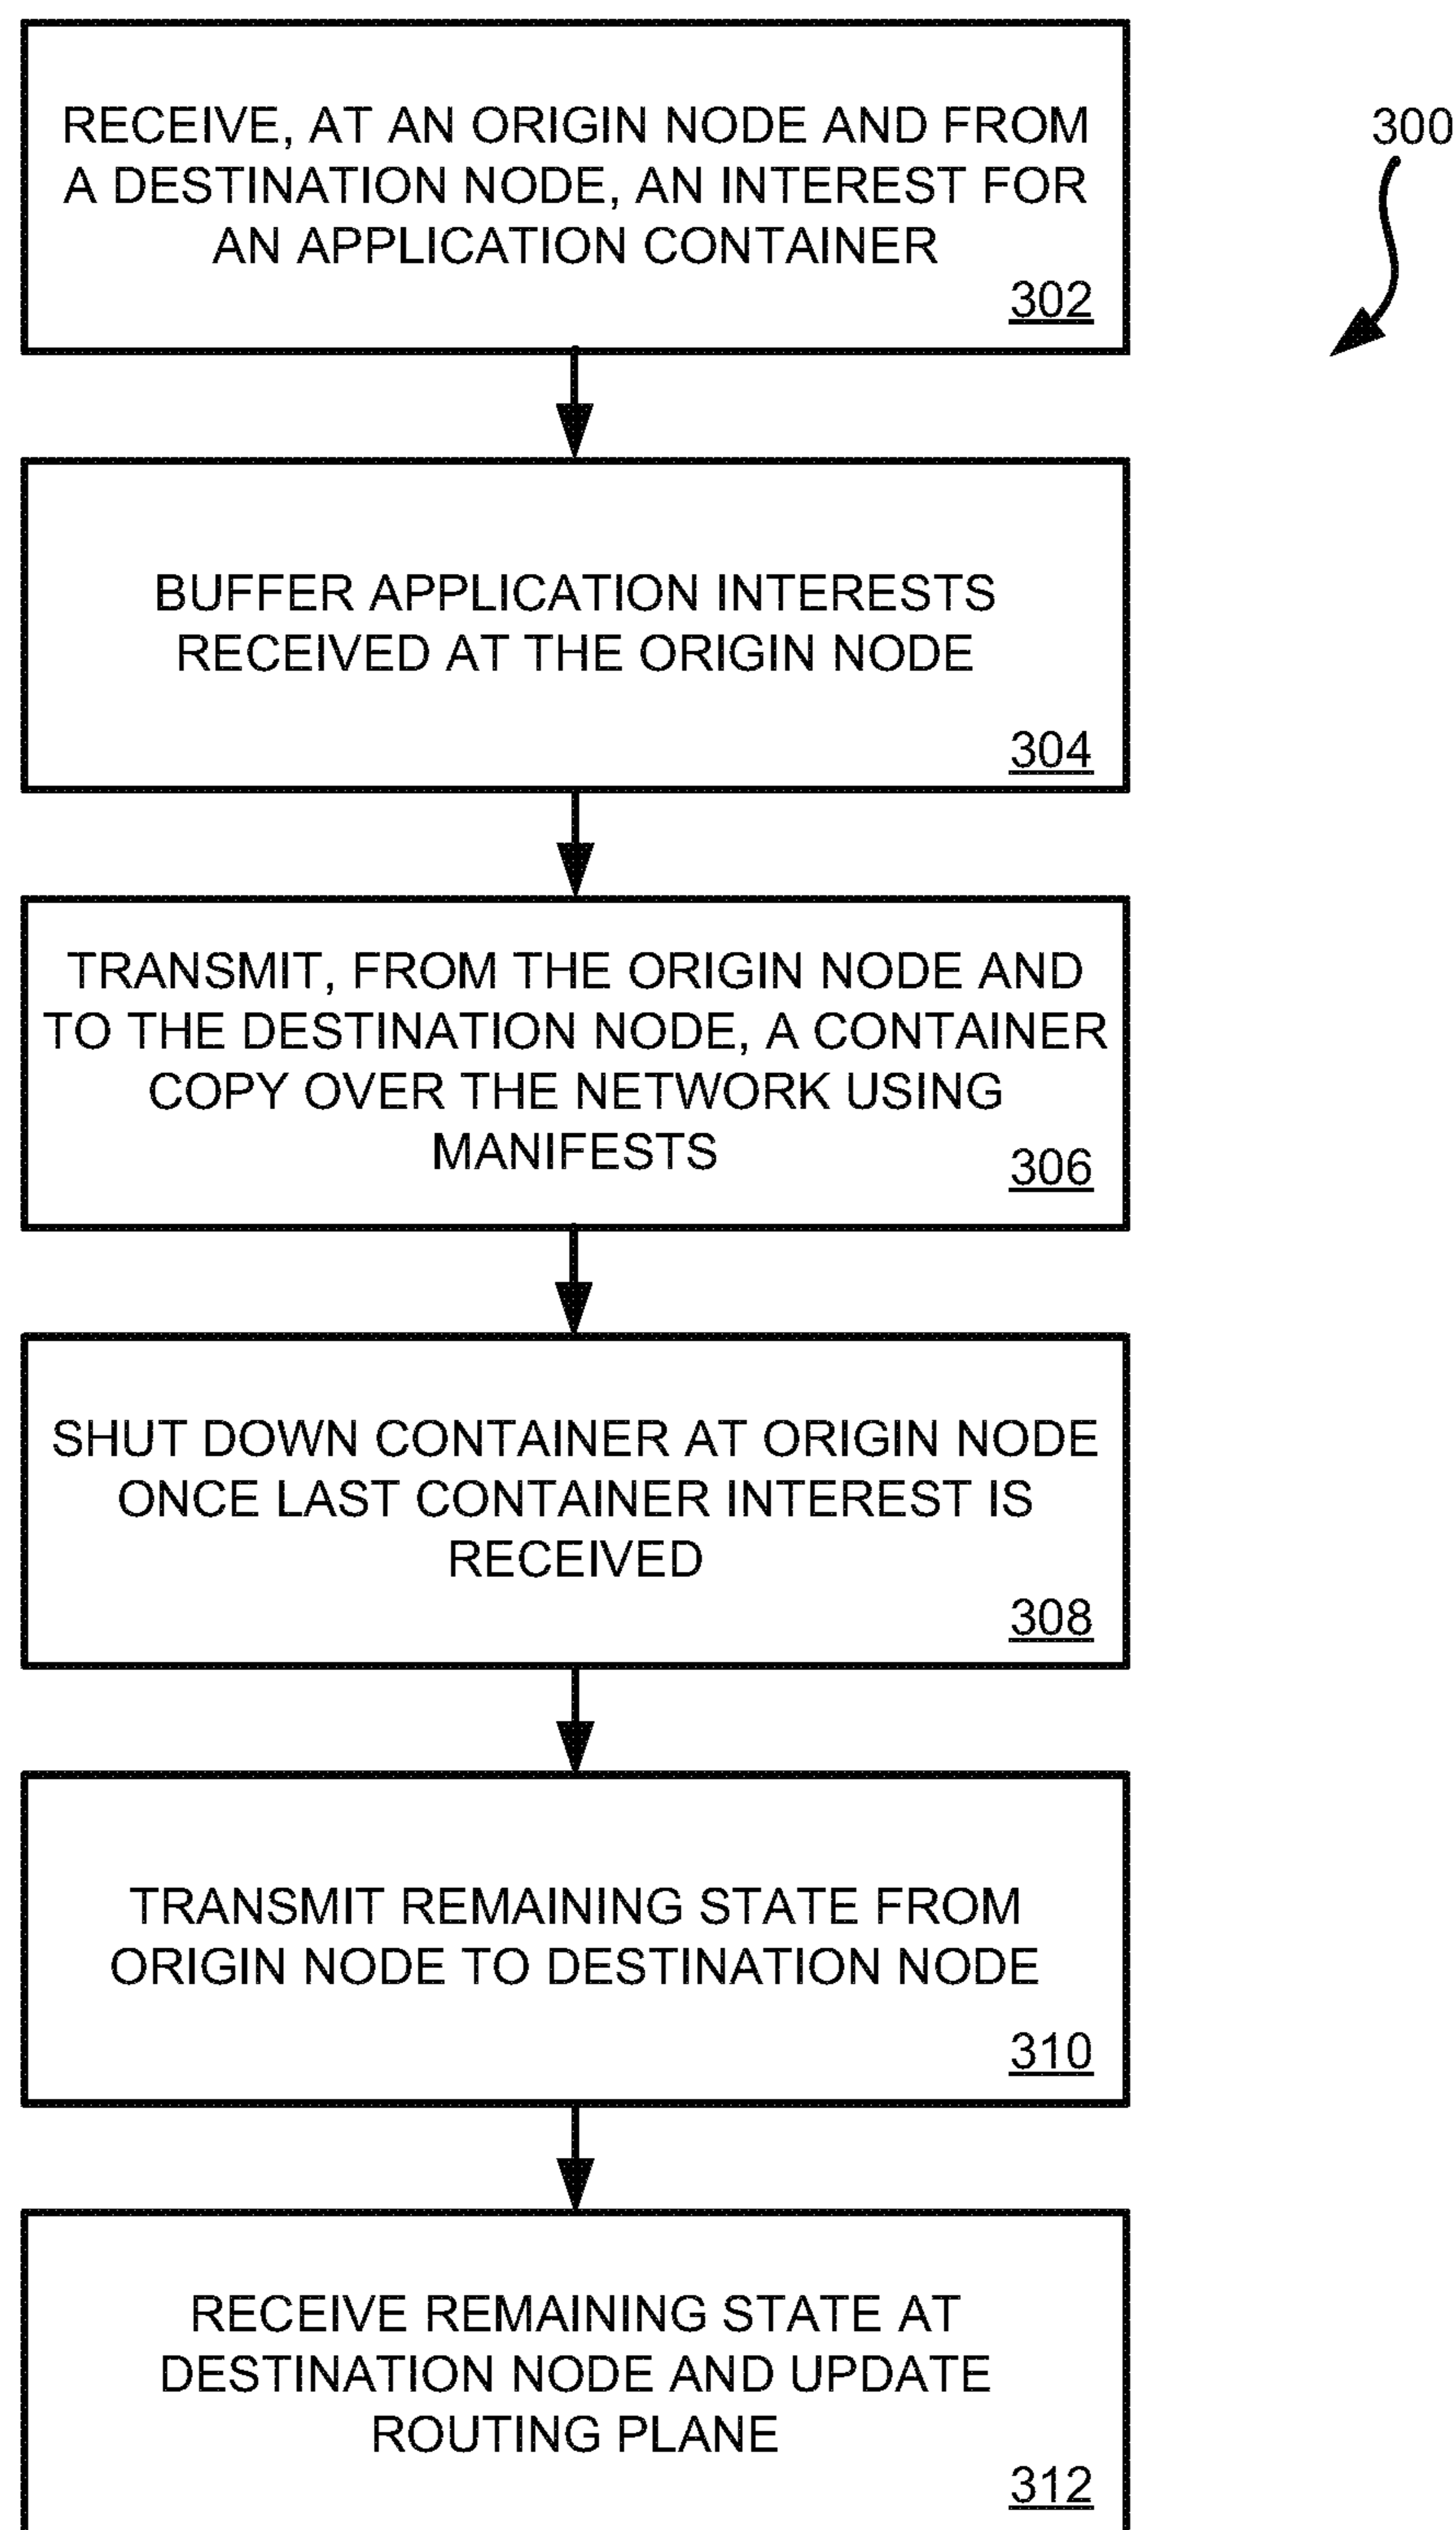 RECEIVE, AT AN ORIGIN NODE AND FROM
A DESTINATION NODE, AN INTEREST FOR
AN APPLICATION CONTAINER
302
300
BUFFER APPLICATION INTERESTS
RECEIVED AT THE ORIGIN NODE
304
TRANSMIT, FROM THE ORIGIN NODE AND
TO THE DESTINATION NODE, A CONTAINER
COPY OVER THE NETWORK USING
MANIFESTS
306
SHUT DOWN CONTAINER AT ORIGIN NODE
ONCE LAST CONTAINER INTEREST IS
RECEIVED
308
TRANSMIT REMAINING STATE FROM
ORIGIN NODE TO DESTINATION NODE
310
RECEIVE REMAINING STATE AT
DESTINATION NODE AND UPDATE
ROUTING PLANE
312